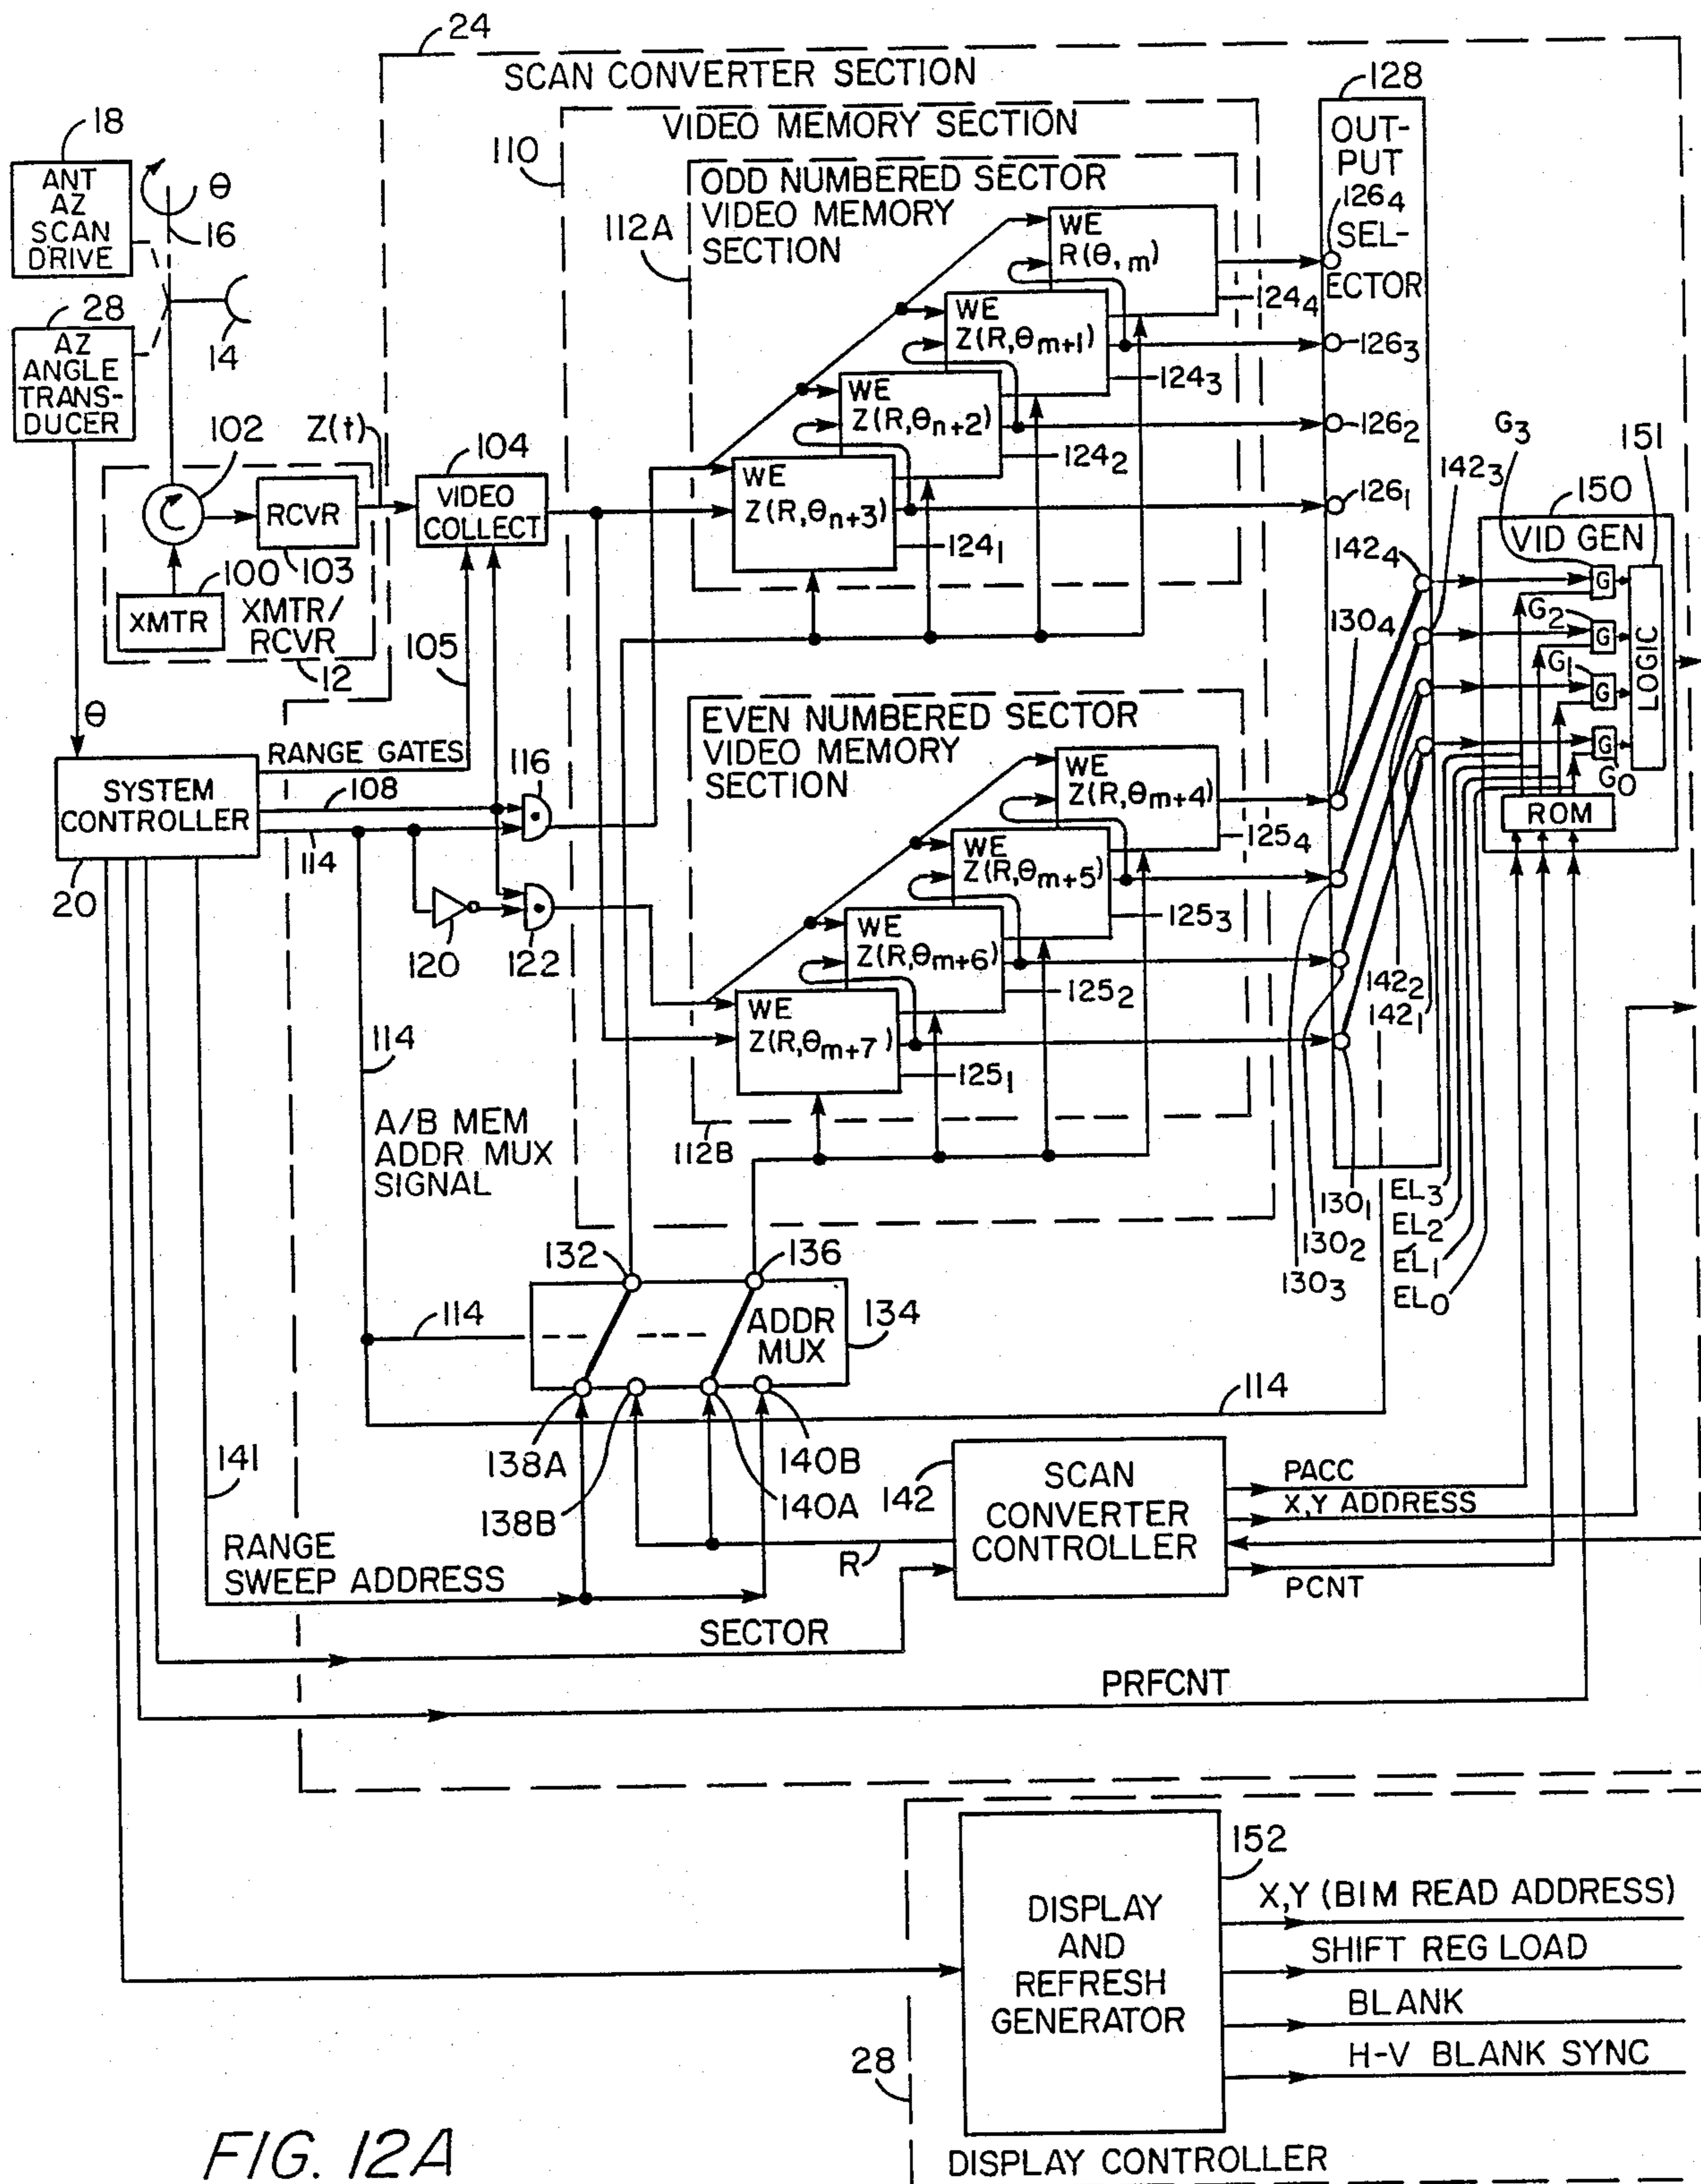 24
SCAN CONVERTER SECTION
128
18
VIDEO MEMORY SECTION
OUT-
PUT
SEL-
ECTOR
110
ANT
AZ
SCAN
DRIVE
θ
16
ODD NUMBERED SECTOR
VIDEO MEMORY
SECTION
112A
WE
R(θ,m)
126₄
124₄
28
AZ
ANGLE
TRANS-
DUCER
14
WE
Z(R,θm+1)
126₃
124₃
102
Z(t)
104
WE
Z(R,θn+2)
126₂
124₂
G₃
151
142₃
150
RCVR
VIDEO
COLLECT
WE
Z(R,θn+3)
126₁
124₁
VID GEN
142₄
100
103
XMTR
XMTR/
RCVR
12
105
130₄
G
G₂
G
G₁
G
G
G₀
LOGIC
θ
RANGE GATES
EVEN NUMBERED SECTOR
VIDEO MEMORY
SECTION
SYSTEM
CONTROLLER
108
116
114
WE
Z(R,θm+4)
125₄
ROM
20
120
122
WE
Z(R,θm+5)
125₃
WE
Z(R,θm+6)
125₂
142₂
142₁
114
WE
Z(R,θm+7)
125₁
A/B MEM
ADDR MUX
SIGNAL
112B
130₁
130₂
130₃
EL₃
EL₂
EL₁
EL₀
132
136
114
ADDR
MUX
134
114
141
138A
138B
140B
140A
142
SCAN
CONVERTER
CONTROLLER
PACC
X,Y ADDRESS
PCNT
R
RANGE
SWEEP ADDRESS
SECTOR
PRFCNT
152
DISPLAY
AND
REFRESH
GENERATOR
X,Y (BIM READ ADDRESS)
SHIFT REG LOAD
BLANK
H-V BLANK SYNC
28
DISPLAY CONTROLLER
FIG. 12A